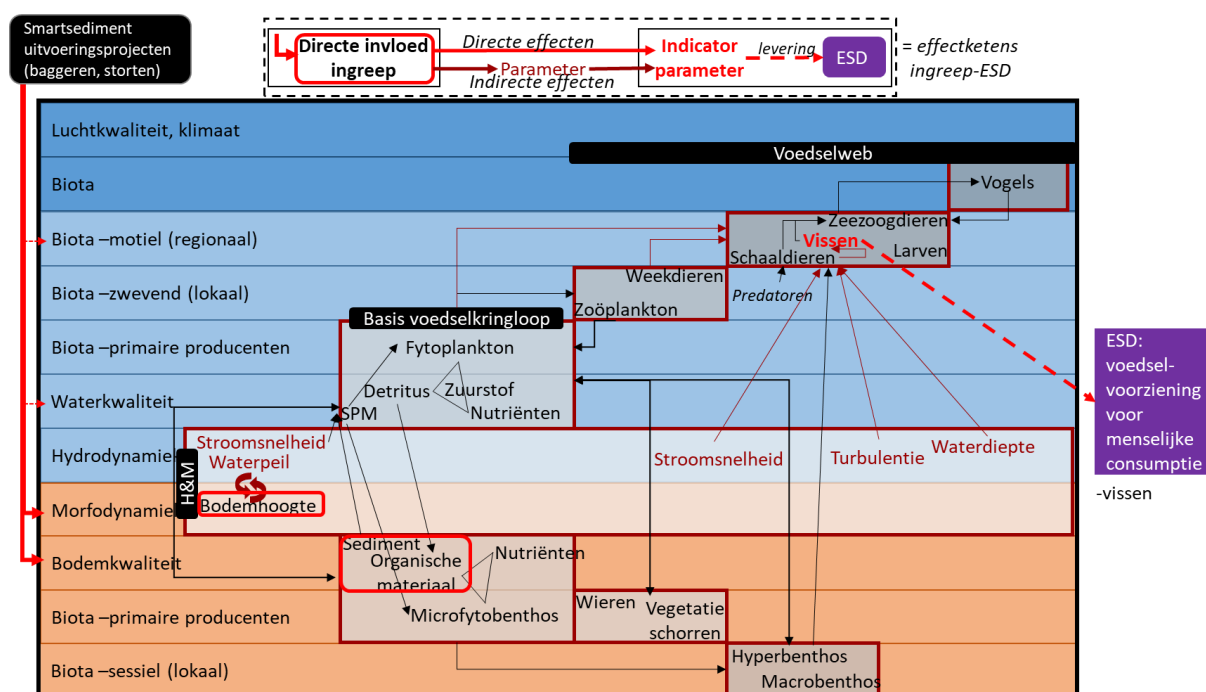 Smartsediment
uitvoeringsprojecten
(baggeren, storten)
Directe invloed
ingreep
Directe effecten
Parameter
Indirecte effecten
Indicator
parameter
levering
ESD
= effectketens
ingreep-ESD
Luchtkwaliteit, klimaat
Voedselweb
Biota
Vogels
Biota –motiel (regionaal)
Zeezoogdieren
Vissen
Schaaldieren
Larven
Biota –zwevend (lokaal)
Weekdieren
Predatoren
Zoöplankton
Basis voedselkringloop
Biota –primaire producenten
Fytoplankton
Waterkwaliteit
Detritus
Zuurstof
SPM
Nutriënten
Hydrodynamie
H&M
Stroomsnelheid
Waterpeil
Stroomsnelheid
Turbulentie
Waterdiepte
Morfodynamie
Bodemhoogte
Bodemkwaliteit
Sediment
Organische
materiaal
Nutriënten
Biota –primaire producenten
Microfytobenthos
Wieren
Vegetatie
schorren
Biota –sessiel (lokaal)
Hyperbenthos
Macrobenthos
ESD:
voedsel-
voorziening
voor
menselijke
consumptie
-vissen